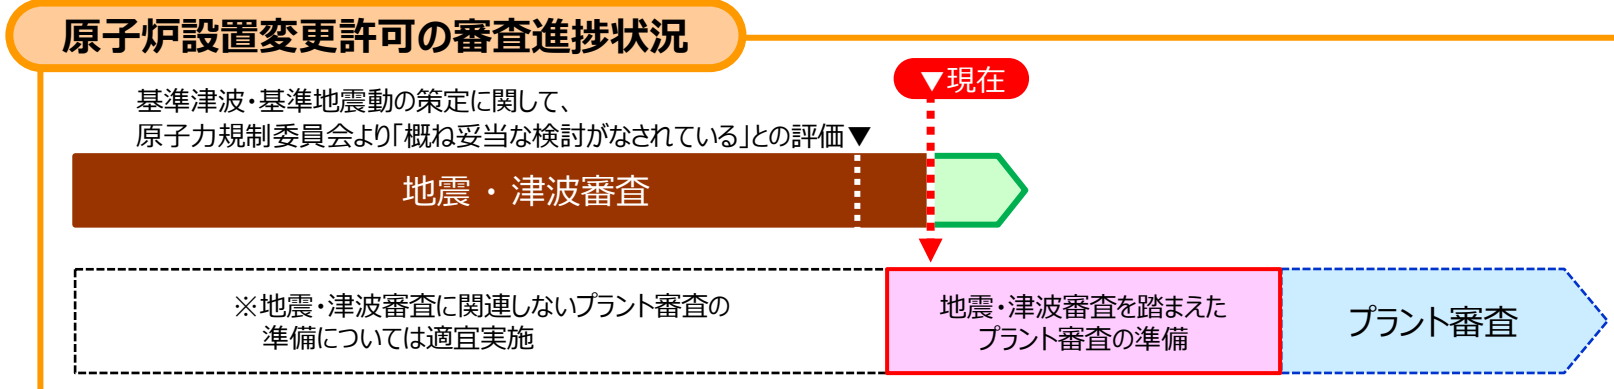 原子炉設置変更許可の審査進捗状況
▼現在
基準津波・基準地震動の策定に関して、
原子力規制委員会より「概ね妥当な検討がなされている」との評価▼
地震・津波審査
※地震・津波審査に関連しないプラント審査の
準備については適宜実施
地震・津波審査を踏まえた
プラント審査の準備
プラント審査